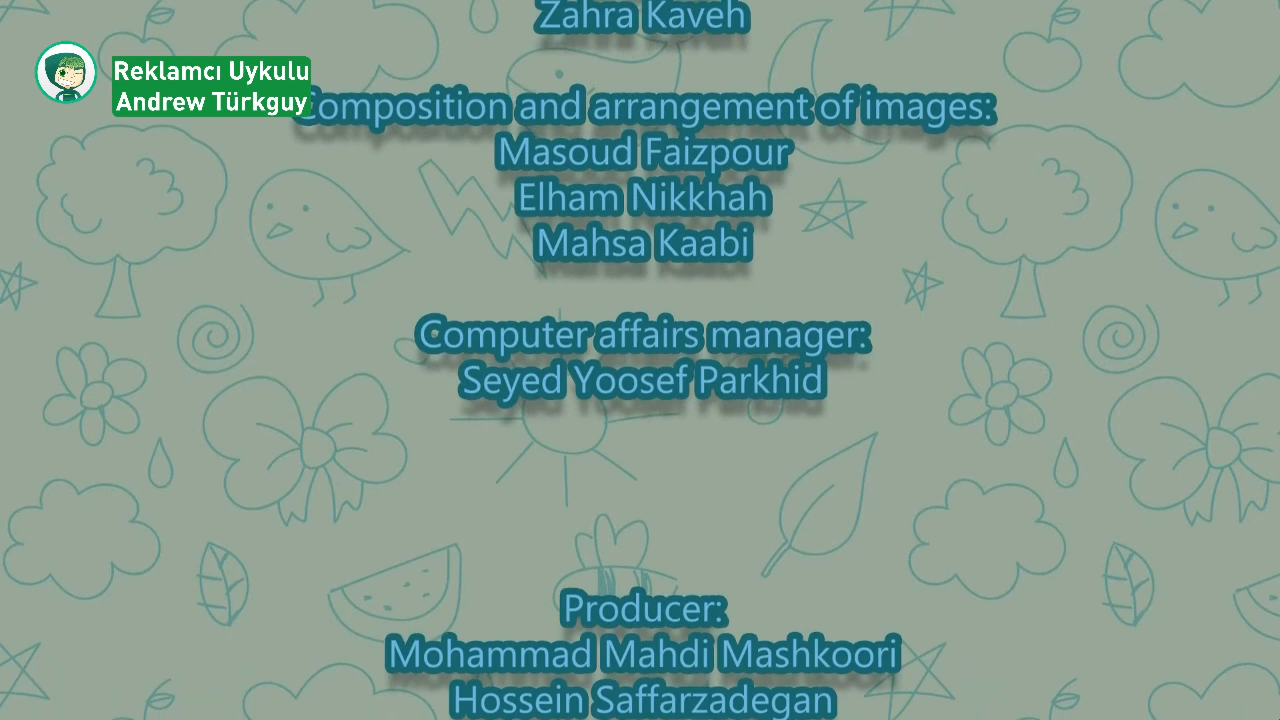 Zahra Kaveh
Reklamcı Uykulu
Andrew Türkguy
Composition and arrangement of images:
Masoud Faizpour
Elham Nikkhah
Mahsa Kaabi
Computer affairs manager:
Seyed Yoosef Parkhid
Producer:
Mohammad Mahdi Mashkoori
Hossein Saffarzadegan